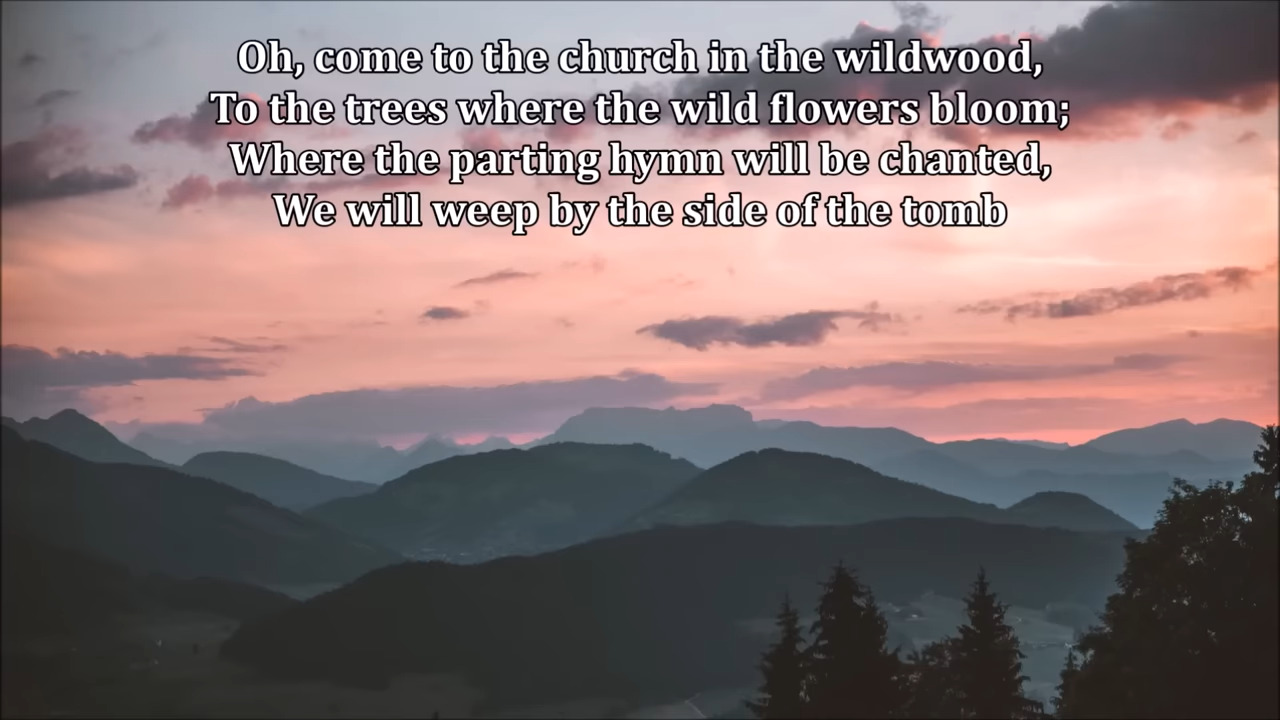 Oh, come to the church in the wildwood,
To the trees where the wild flowers bloom;
Where the parting hymn will be chanted,
We will weep by the side of the tomb